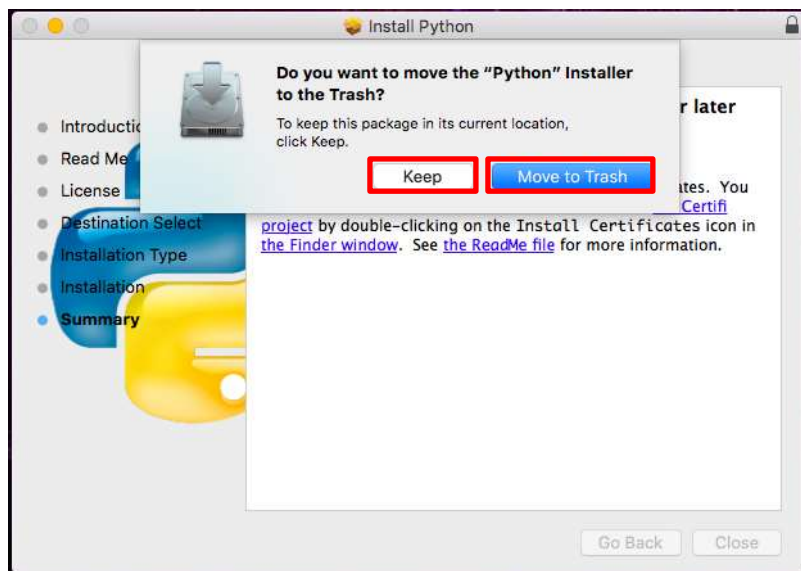 Install Python
Do you want to move the “Python” Installer
to the Trash?
To keep this package in its current location,
click Keep.
Keep
Move to Trash
Read Me
License
Destination Select
Installation Type
Installation
Summary
r later
You
Certifi
project by double-clicking on the Install Certificates icon in
the Finder window. See the ReadMe file for more information.
Go Back
Close